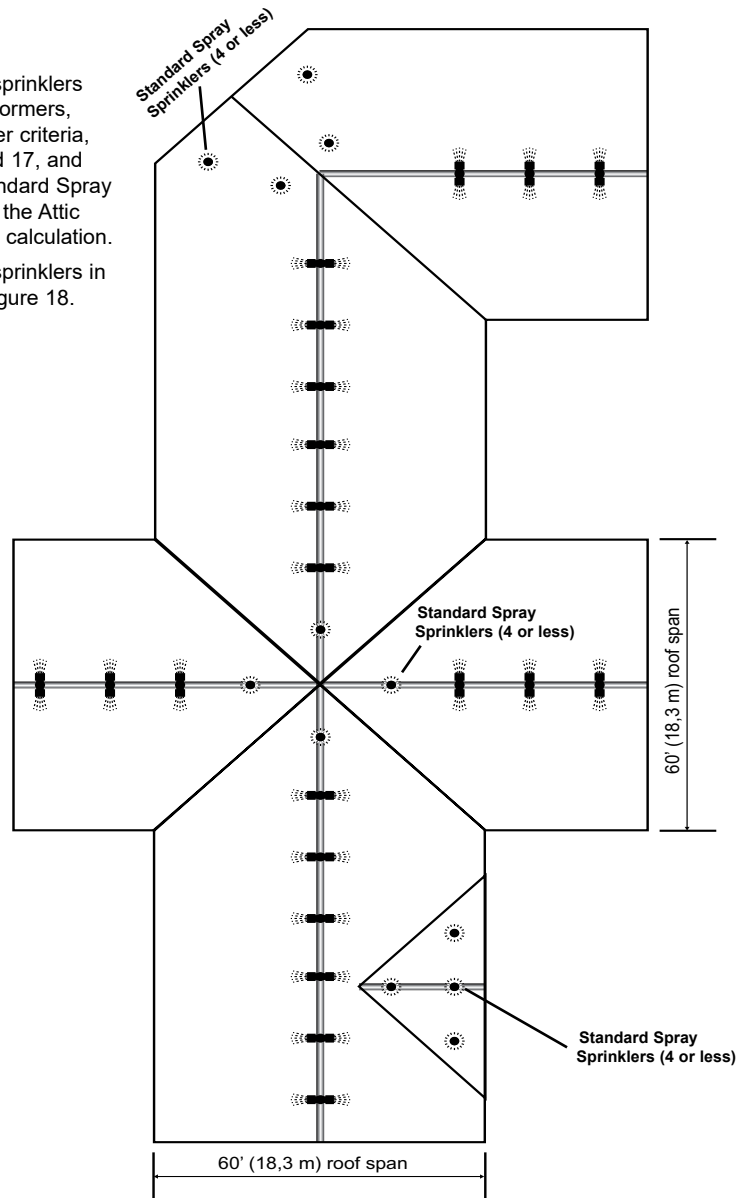 sprinklers
ormers,
er criteria,
d 17, and
ndard Spray
the Attic
calculation.
sprinklers in
gure 18.
Standard Spray
Sprinklers (4 or less)
Standard Spray
Sprinklers (4 or less)
60' (18,3 m) roof span
Standard Spray
Sprinklers (4 or less)
60' (18,3 m) roof span